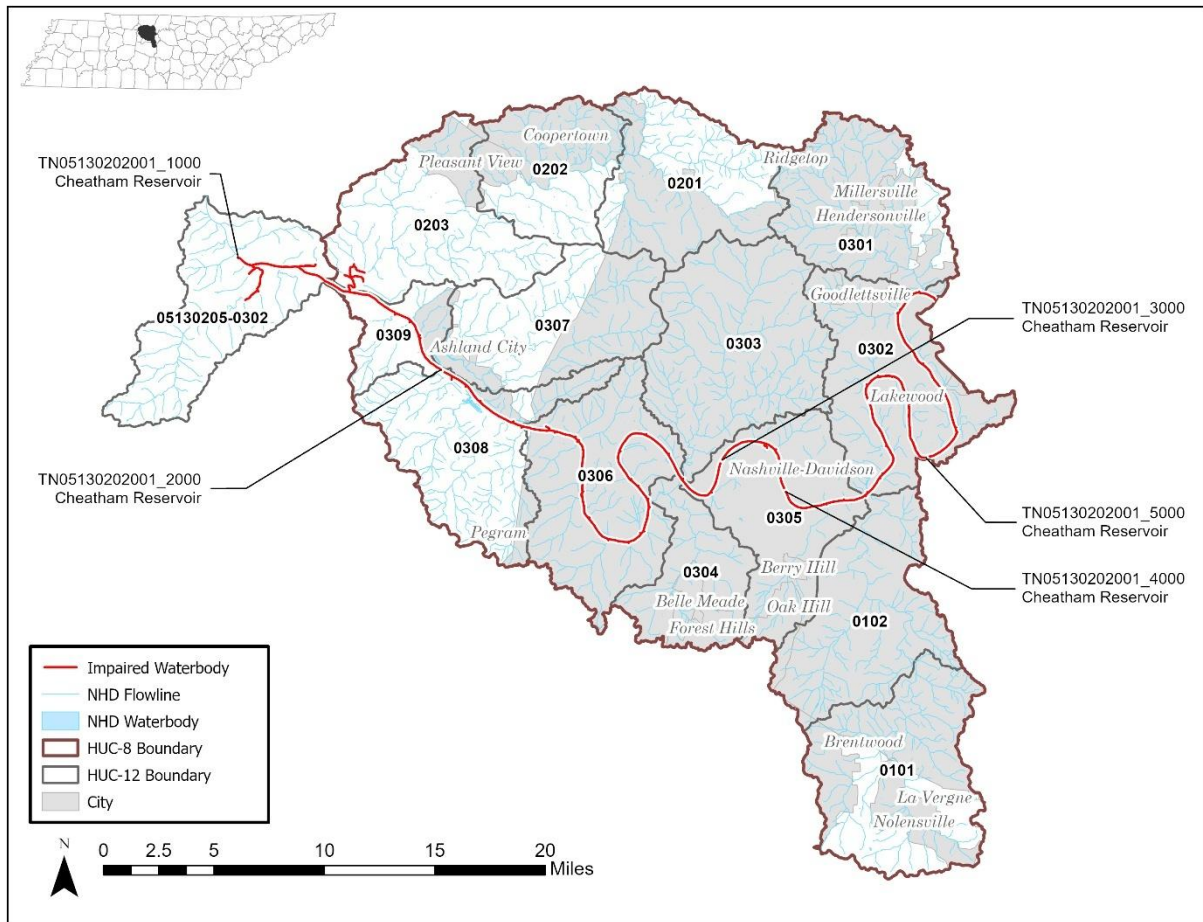 Coopertown
Pleasant View
0202
Ridgetop
0201
TN05130202001_1000
Cheatham Reservoir
Millersville
Hendersonville
0301
0203
TN05130202001_3000
Cheatham Reservoir
Goodlettsville
05130205-0302
0307
0309
0303
0302
Ashland City
Lakewood
TN05130202001_2000
Cheatham Reservoir
0308
0306
Nashville-Davidson
0305
TN05130202001_5000
Cheatham Reservoir
Pegram
0304
Berry Hill
TN05130202001_4000
Cheatham Reservoir
Belle Meade
Oak Hill
Forest Hills
0102
Brentwood
0101
La Vergne
Nolensville
Impaired Waterbody
NHD Flowline
NHD Waterbody
HUC-8 Boundary
HUC-12 Boundary
City
N
0 2.5 5 10 15 20
Miles